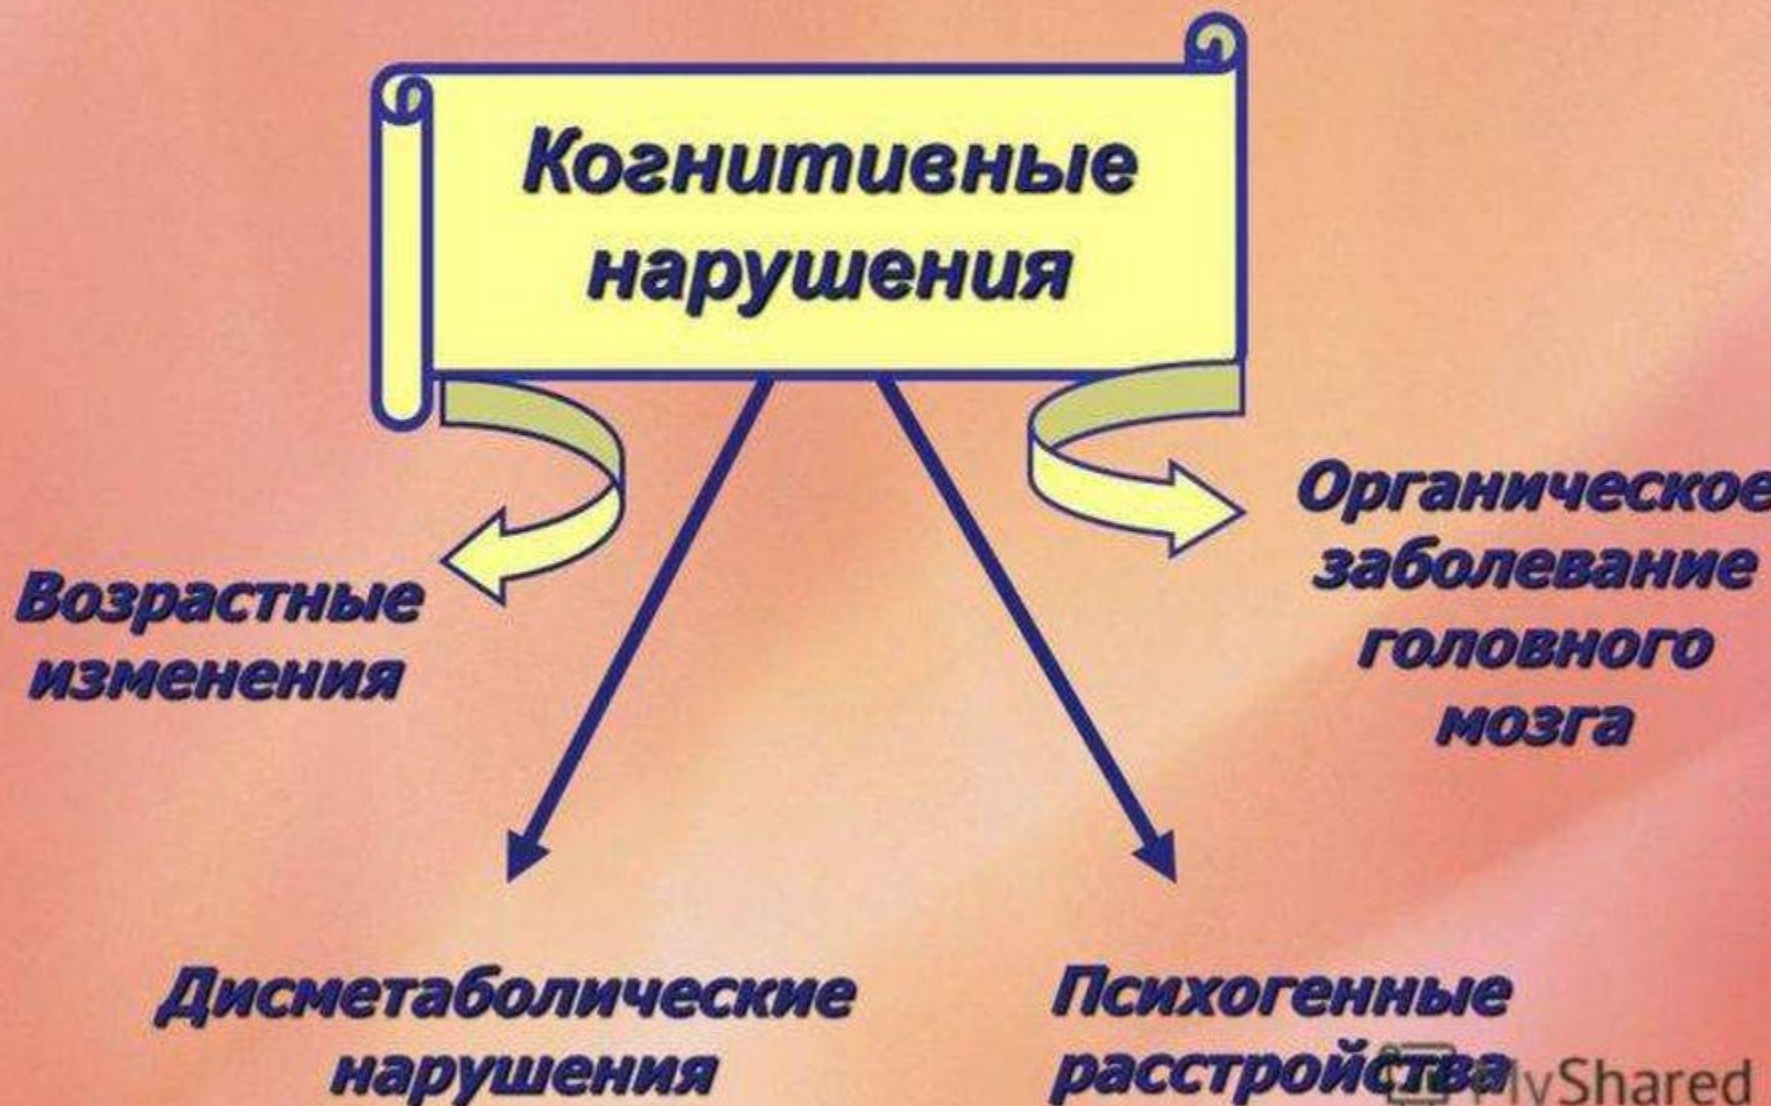 Когнитивные
нарушения
Возрастные
изменения
Органическое
заболевание
головного
мозга
Дисметаболические
нарушения
Психогенные
расстройства
MyShared